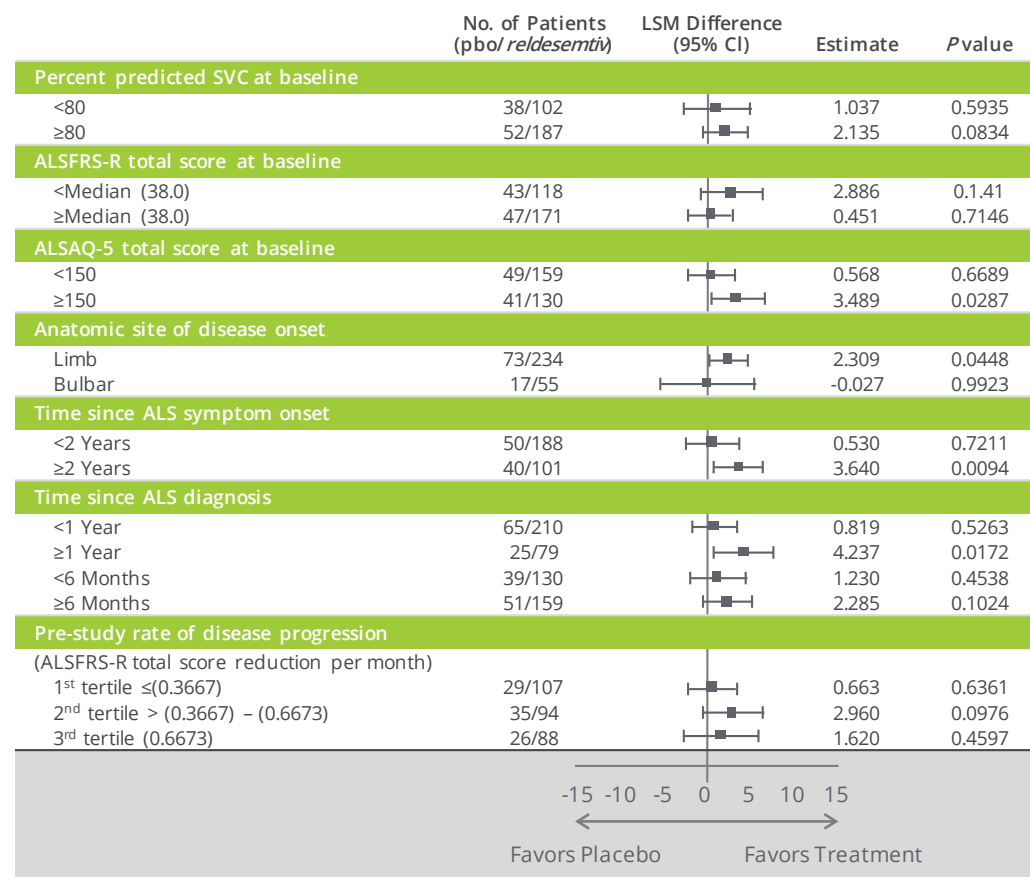 No. of Patients (pbo/reldesemtiv) LSM Difference (95% CI) Estimate P value
Percent predicted SVC at baseline
<80 38/102 1.037 0.5935
≥80 52/187 2.135 0.0834
ALSFRS-R total score at baseline
<Median (38.0) 43/118 2.886 0.1.41
≥Median (38.0) 47/171 0.451 0.7146
ALSAQ-5 total score at baseline
<150 49/159 0.568 0.6689
≥150 41/130 3.489 0.0287
Anatomic site of disease onset
Limb 73/234 2.309 0.0448
Bulbar 17/55 -0.027 0.9923
Time since ALS symptom onset
<2 Years 50/188 0.530 0.7211
≥2 Years 40/101 3.640 0.0094
Time since ALS diagnosis
<1 Year 65/210 0.819 0.5263
≥1 Year 25/79 4.237 0.0172
<6 Months 39/130 1.230 0.4538
≥6 Months 51/159 2.285 0.1024
Pre-study rate of disease progression
(ALSFRS-R total score reduction per month)
1st tertile ≤(0.3667) 29/107 0.663 0.6361
2nd tertile > (0.3667) – (0.6673) 35/94 2.960 0.0976
3rd tertile (0.6673) 26/88 1.620 0.4597
-15 -10 -5 0 5 10 15
Favors Placebo Favors Treatment